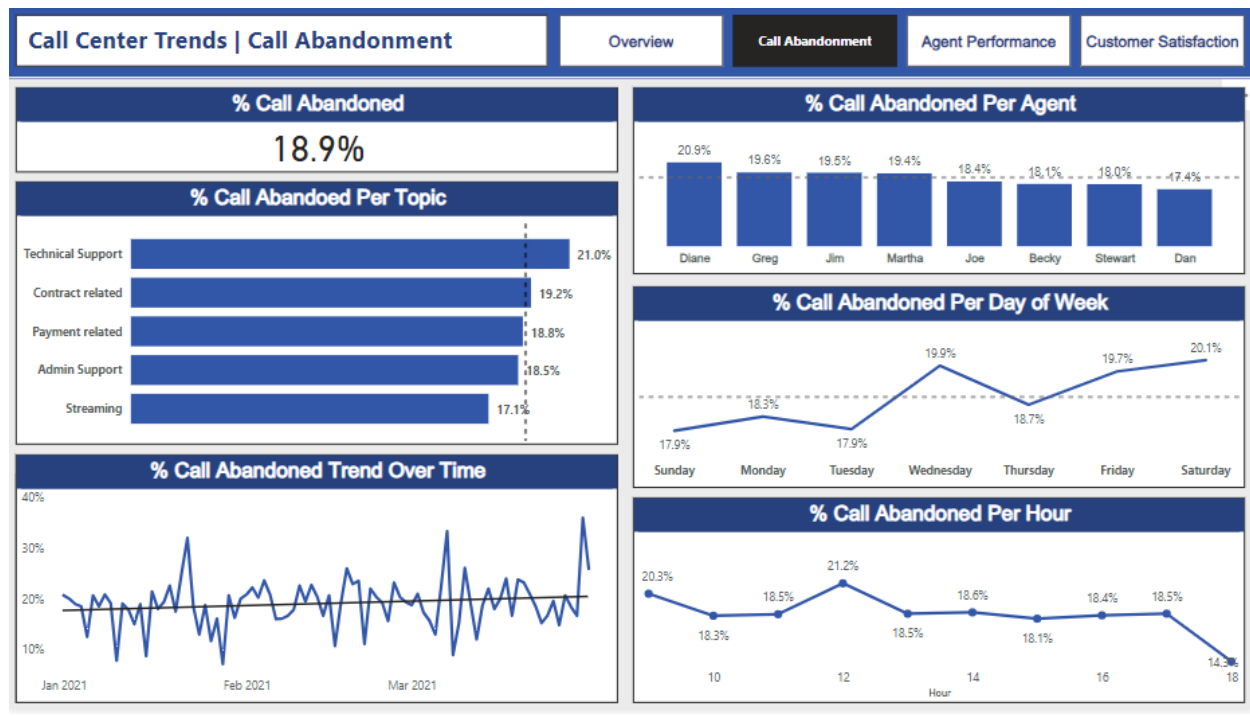 Call Center Trends | Call Abandonment
Overview
Call Abandonment
Agent Performance
Customer Satisfaction
% Call Abandoned
18.9%
% Call Abandoed Per Topic
Technical Support 21.0%
Contract related 19.2%
Payment related 18.8%
Admin Support 18.5%
Streaming 17.1%
% Call Abandoned Trend Over Time
40%
30%
20%
10%
Jan 2021 Feb 2021 Mar 2021
% Call Abandoned Per Agent
20.9% 19.6% 19.5% 19.4% 18.4% 18.1% 18.0% 17.4%
Diane Greg Jim Martha Joe Becky Stewart Dan
% Call Abandoned Per Day of Week
17.9% 18.3% 17.9% 19.9% 18.7% 19.7% 20.1%
Sunday Monday Tuesday Wednesday Thursday Friday Saturday
% Call Abandoned Per Hour
20.3% 18.3% 18.5% 21.2% 18.5% 18.6% 18.1% 18.4% 18.5% 14.3%
10 12 14 16 18
Hour